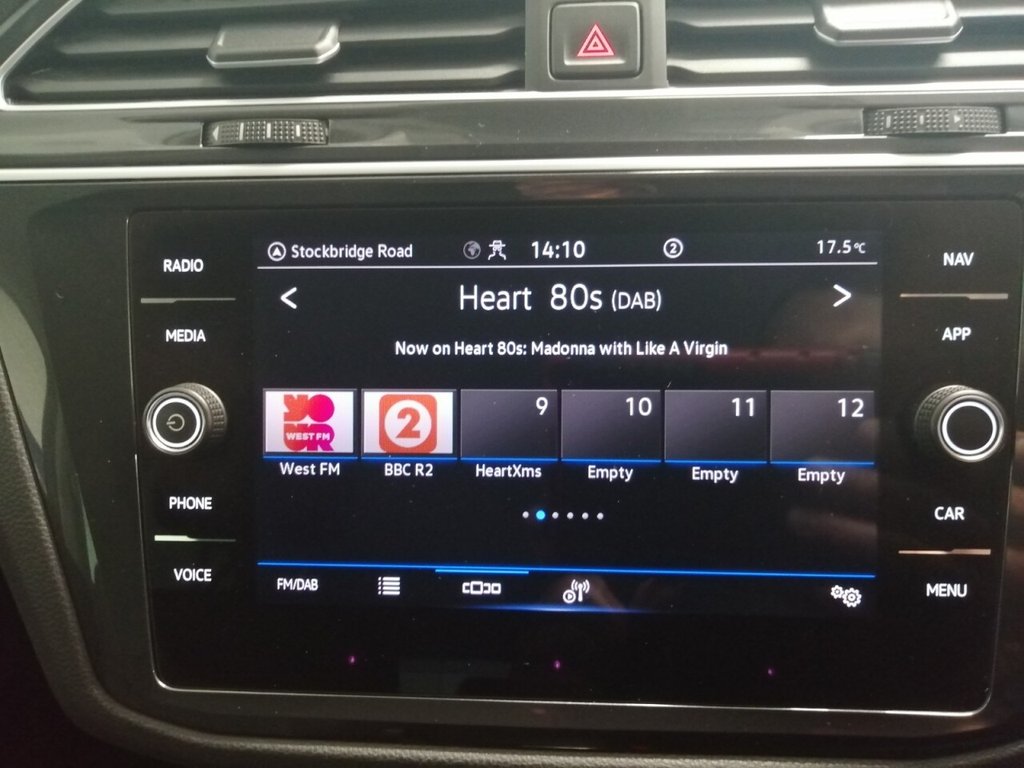 Stockbridge Road 14:10 2 17.5°C
RADIO
NAV
Heart 80s (DAB)
MEDIA
APP
Now on Heart 80s: Madonna with Like A Virgin
YO
UR
WEST FM
2
9
10
11
12
West FM
BBC R2
HeartXms
Empty
Empty
Empty
PHONE
CAR
VOICE
FM/DAB
MENU